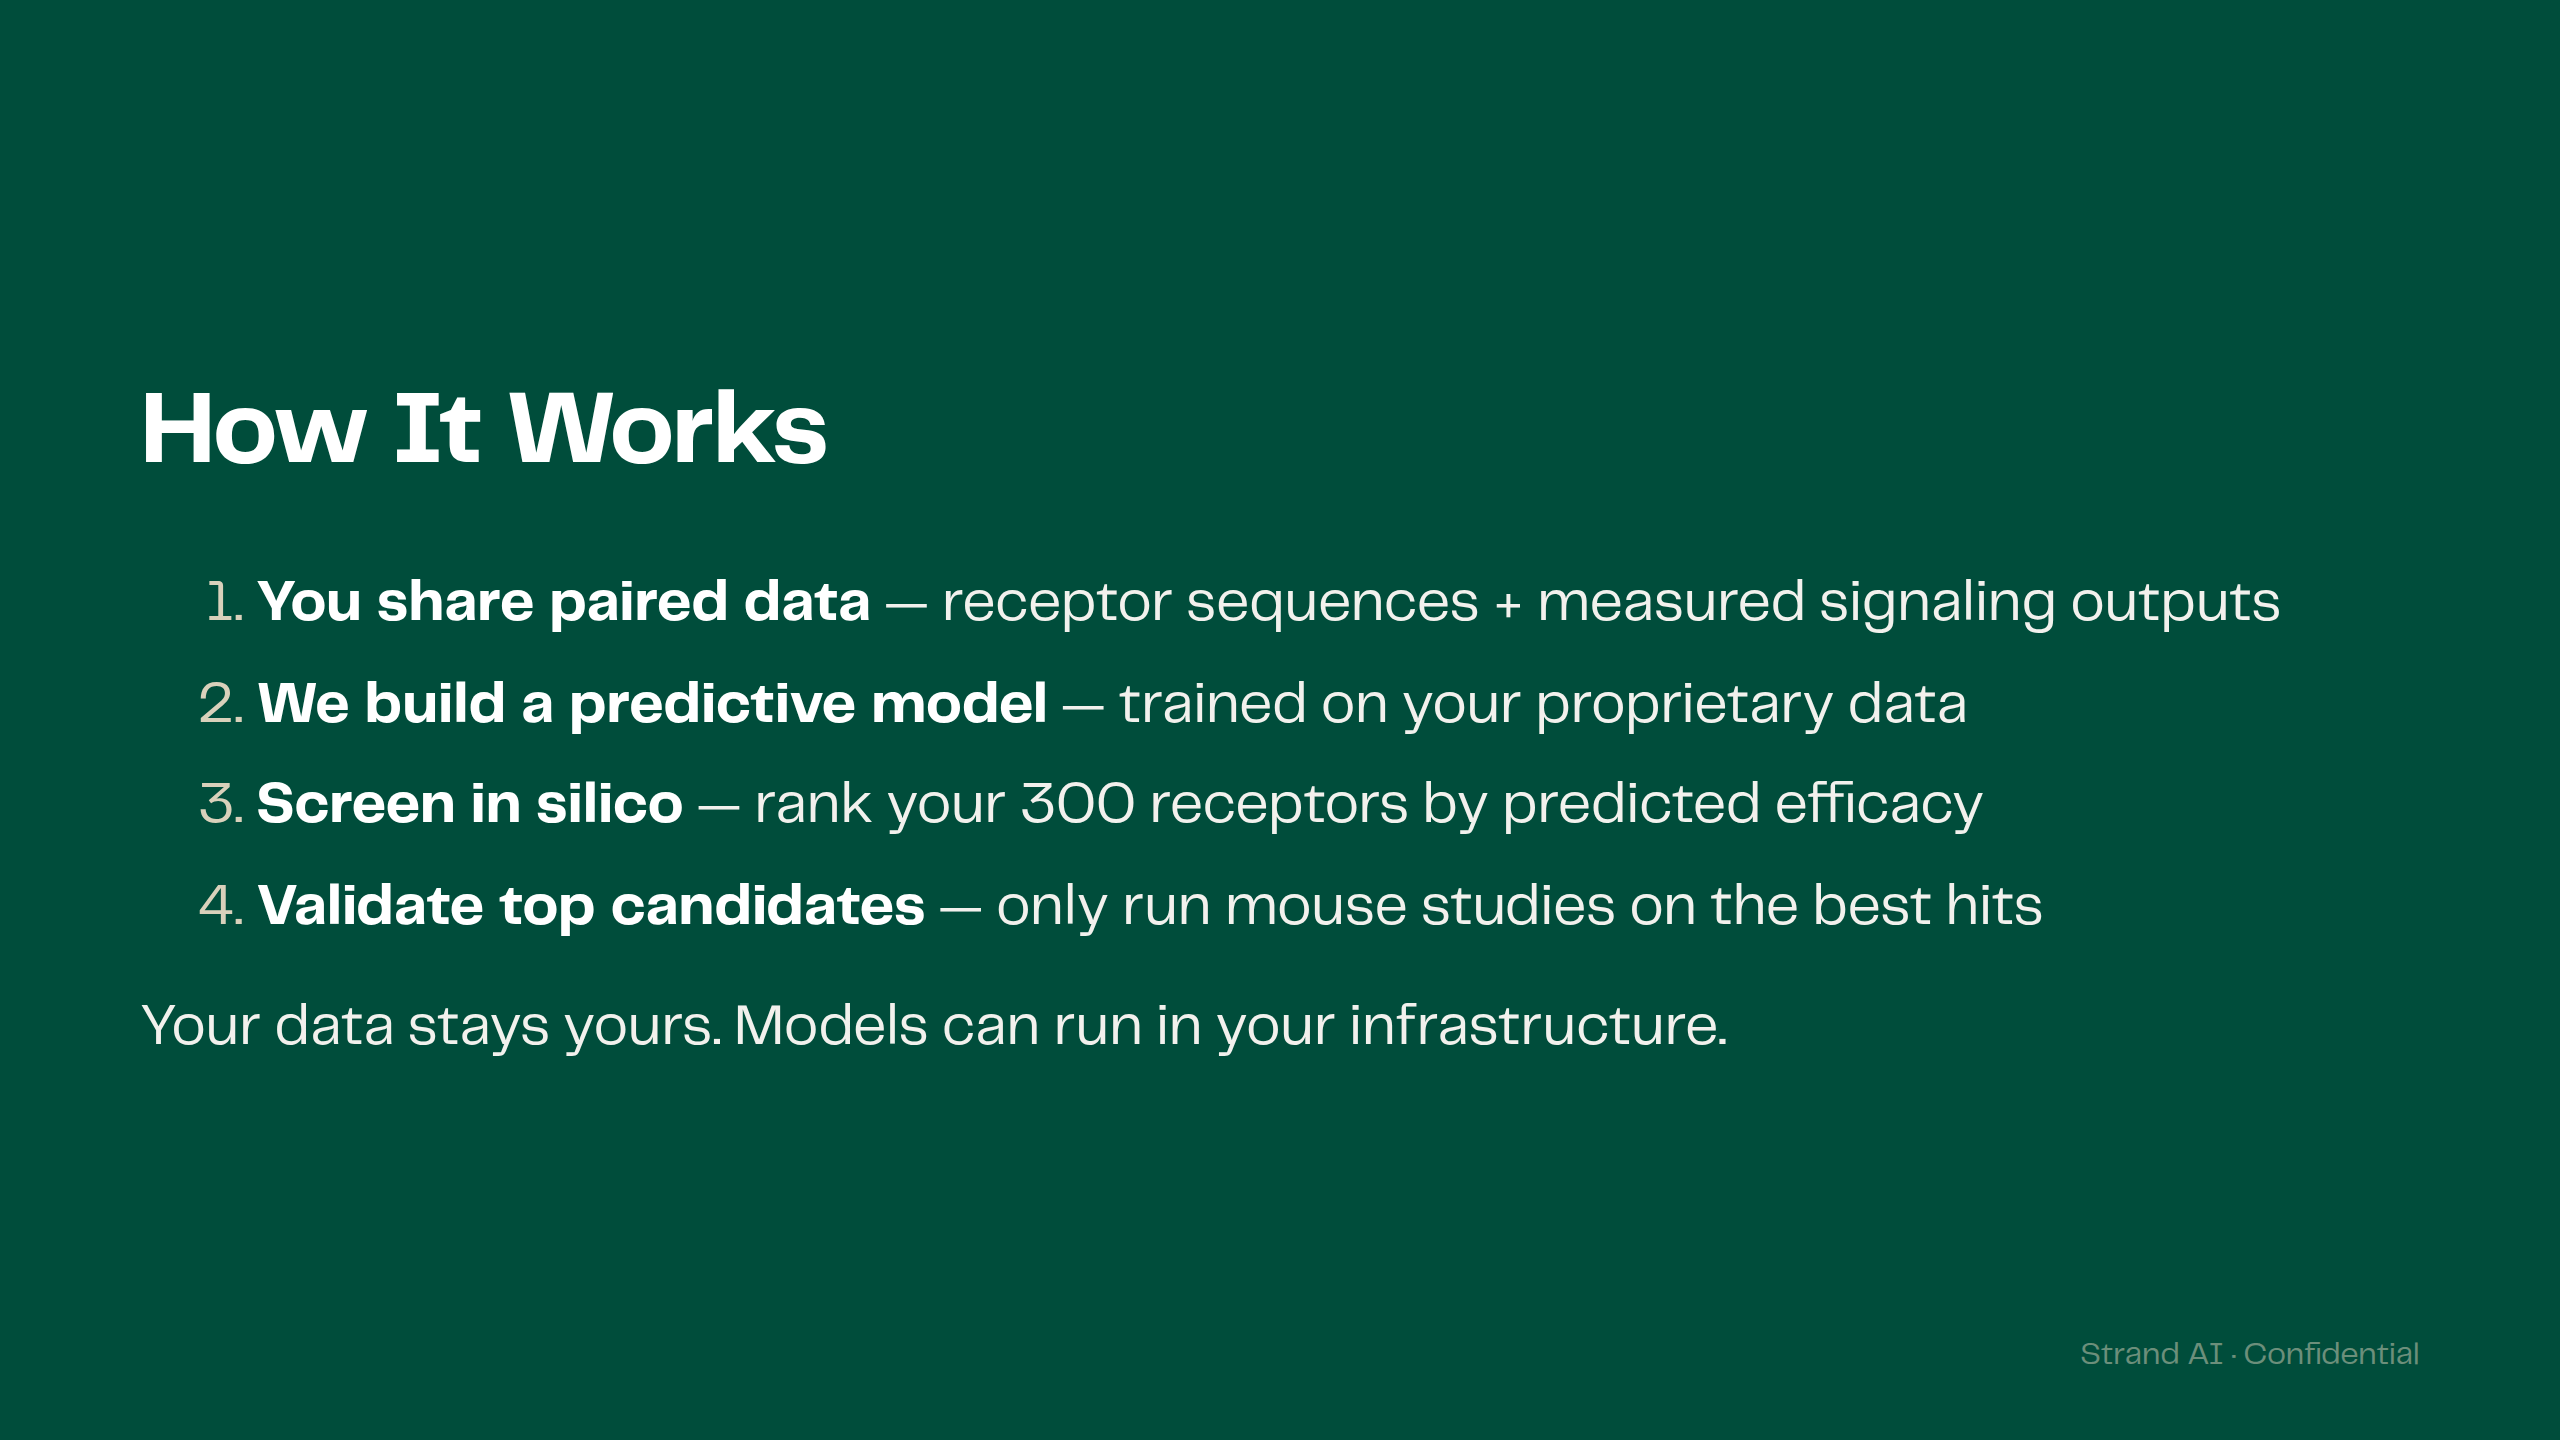 How It Works
1. You share paired data — receptor sequences + measured signaling outputs
2. We build a predictive model — trained on your proprietary data
3. Screen in silico — rank your 300 receptors by predicted efficacy
4. Validate top candidates — only run mouse studies on the best hits
Your data stays yours. Models can run in your infrastructure.
Strand AI · Confidential